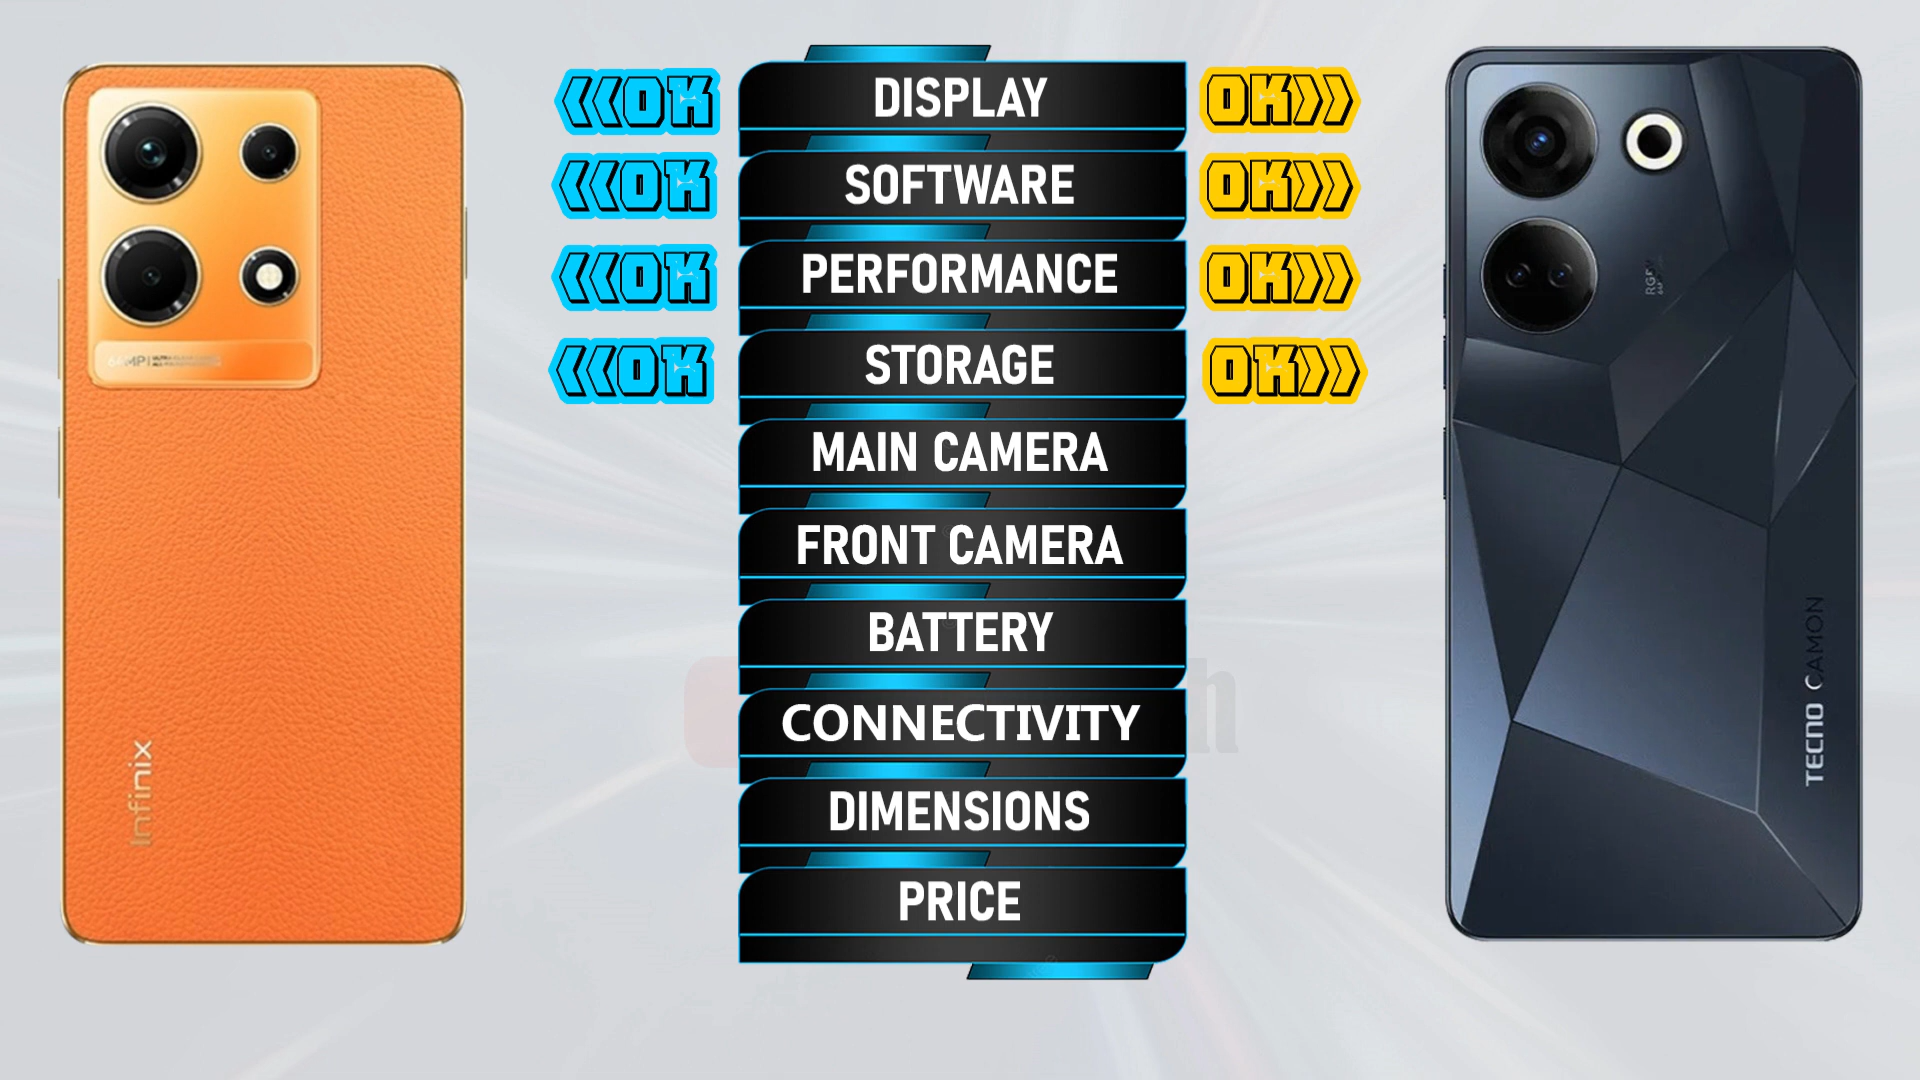 <<OK DISPLAY OK>>
<<OK SOFTWARE OK>>
<<OK PERFORMANCE OK>>
<<OK STORAGE OK>>
MAIN CAMERA
FRONT CAMERA
BATTERY
CONNECTIVITY
DIMENSIONS
PRICE
Infinix
TECNO CAMON